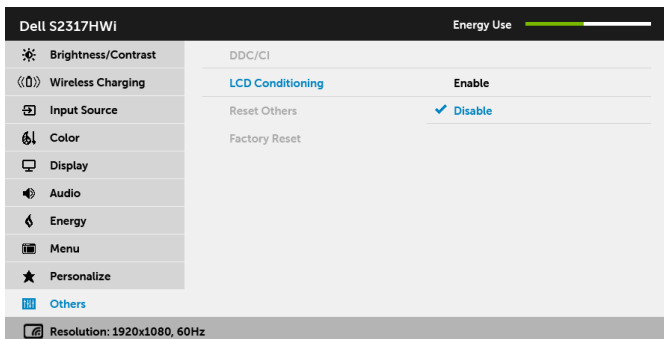 Dell S2317HWi Energy Use
Brightness/Contrast DDC/CI
Wireless Charging LCD Conditioning Enable
Input Source Reset Others Disable
Color Factory Reset
Display
Audio
Energy
Menu
Personalize
Others
Resolution: 1920x1080, 60Hz